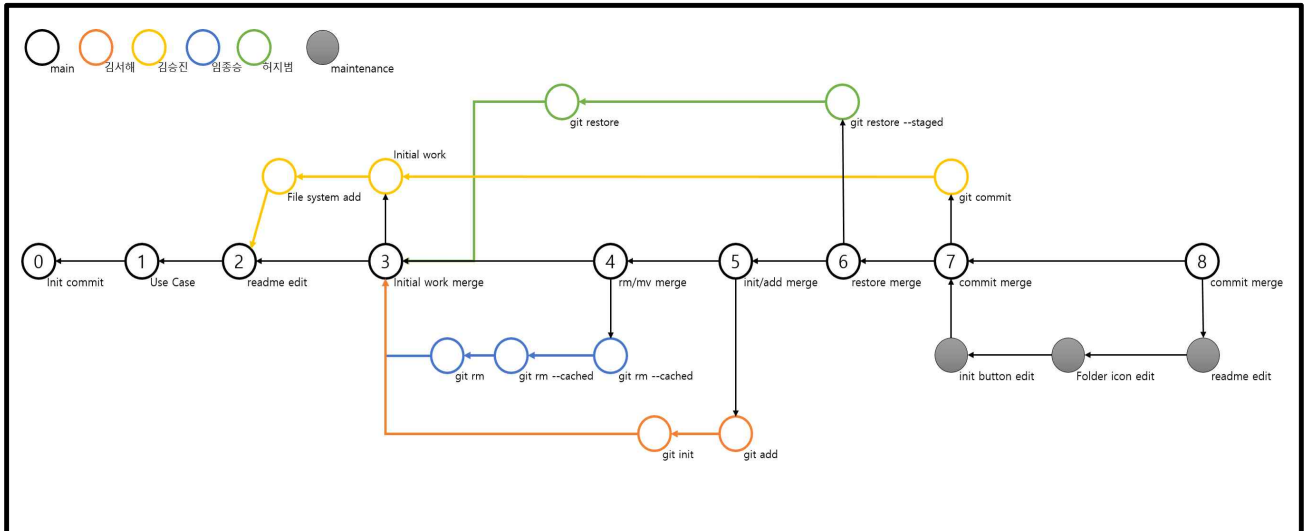 main
김서해
김승진
임종승
허지범
maintenance
git restore
git restore --staged
Initial work
File system add
git commit
0
1
2
3
4
5
6
7
8
Init commit
Use Case
readme edit
Initial work merge
rm/mv merge
init/add merge
restore merge
commit merge
commit merge
git rm
git rm --cached
git rm --cached
init button edit
Folder icon edit
readme edit
git init
git add